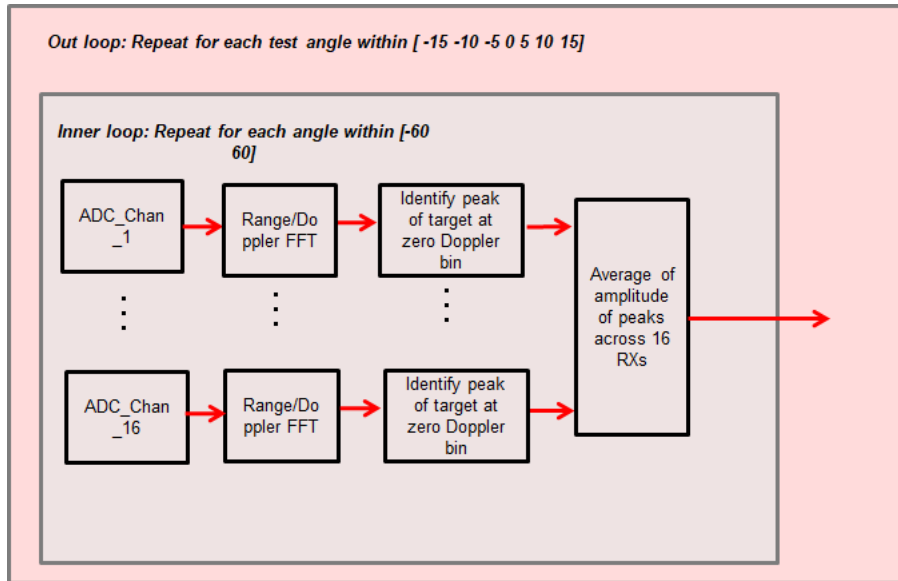 Out loop: Repeat for each test angle within [ -15 -10 -5 0 5 10 15]
Inner loop: Repeat for each angle within [-60
60]
ADC_Chan
_1
Range/Do
ppler FFT
Identify peak
of target at
zero Doppler
bin
Average of
amplitude
of peaks
across 16
RXs
ADC_Chan
_16
Range/Do
ppler FFT
Identify peak
of target at
zero Doppler
bin